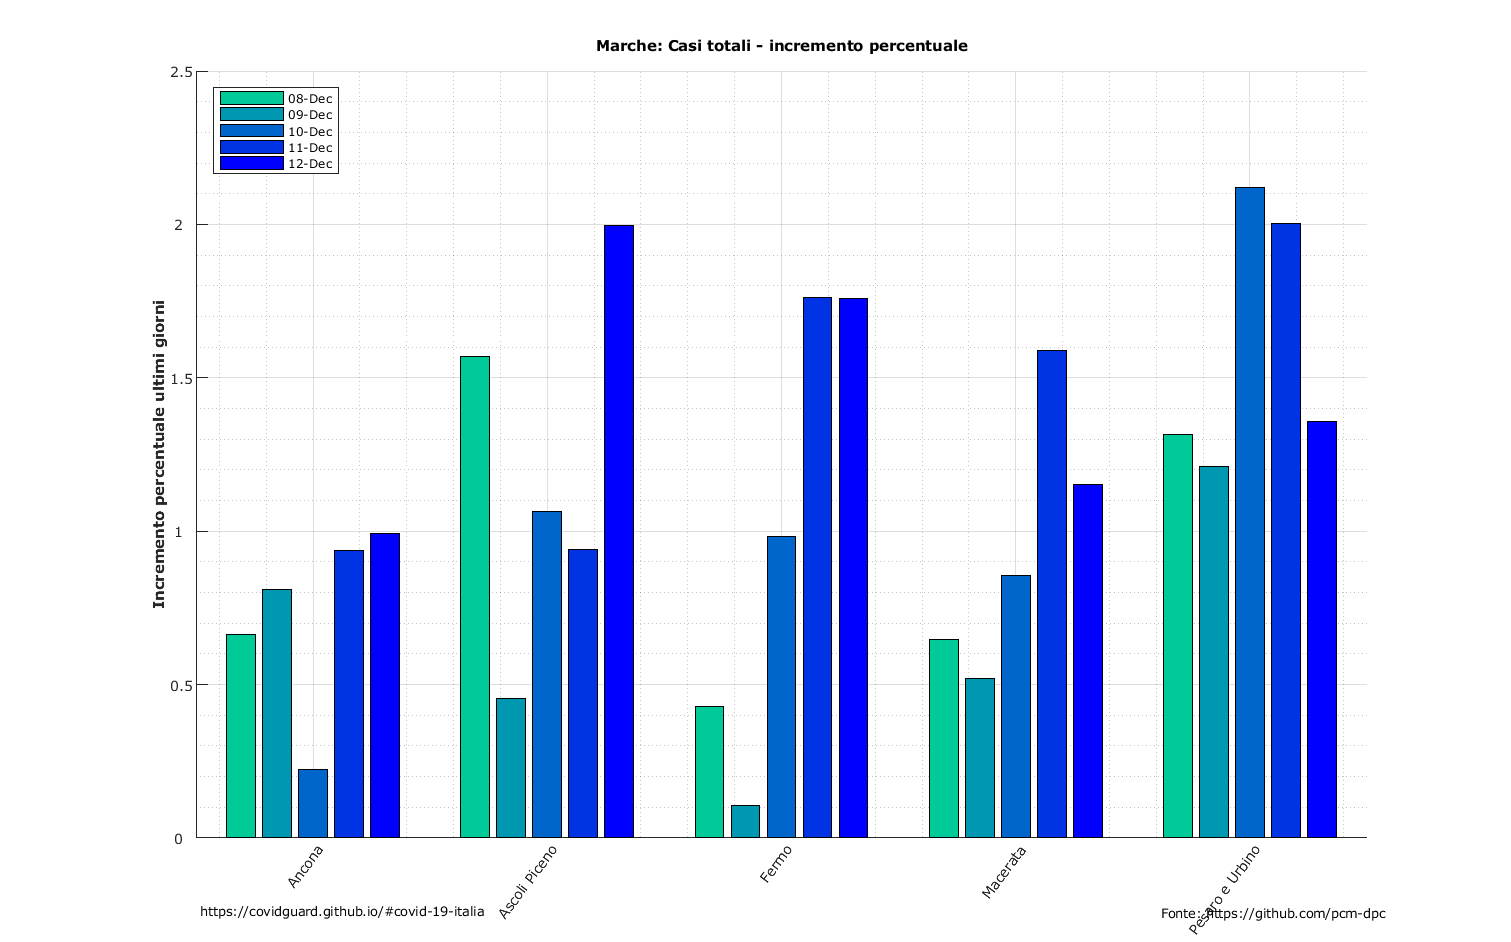 Marche: Casi totali - incremento percentuale
2.5
2
1.5
1
0.5
0
Incremento percentuale ultimi giorni
08-Dec
09-Dec
10-Dec
11-Dec
12-Dec
Ancona
Ascoli Piceno
Fermo
Macerata
Pesaro e Urbino
https://covidguard.github.io/#covid-19-italia
Fonte: https://github.com/pcm-dpc